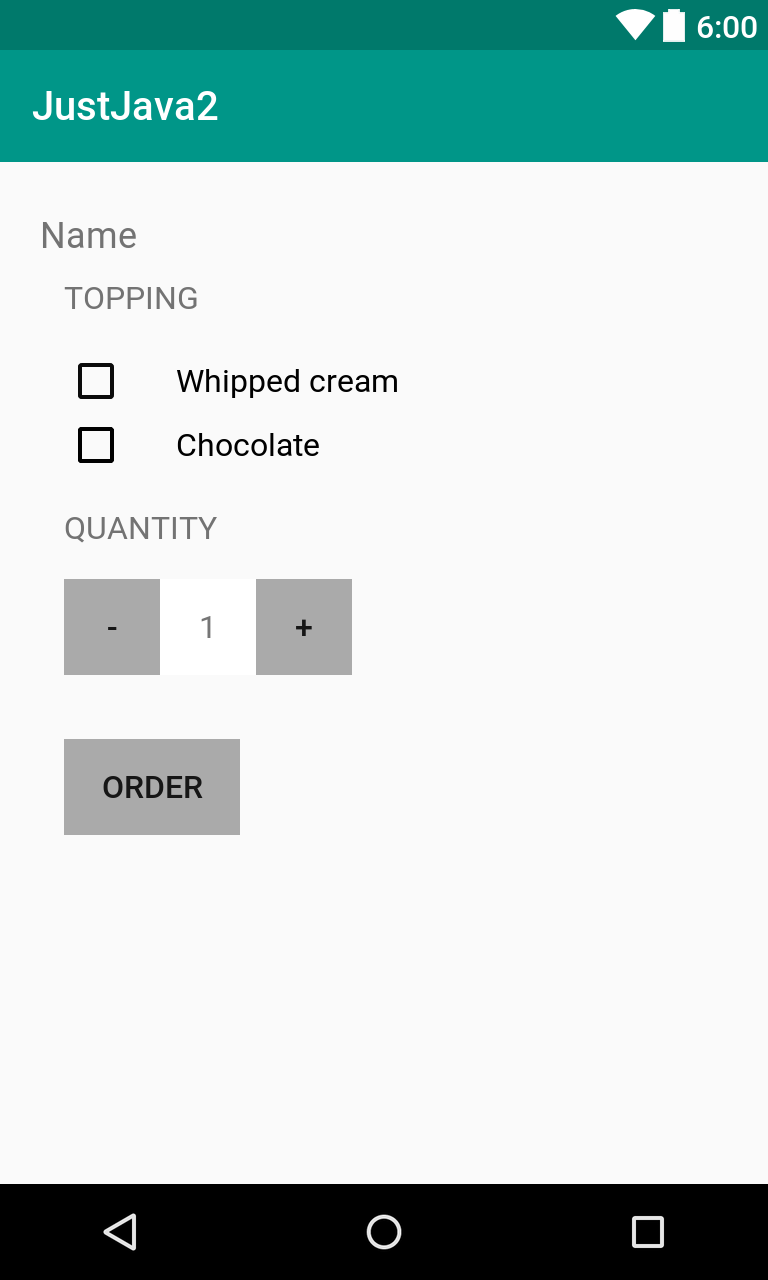 6:00
JustJava2
Name
TOPPING
Whipped cream
Chocolate
QUANTITY
- 1 +
ORDER